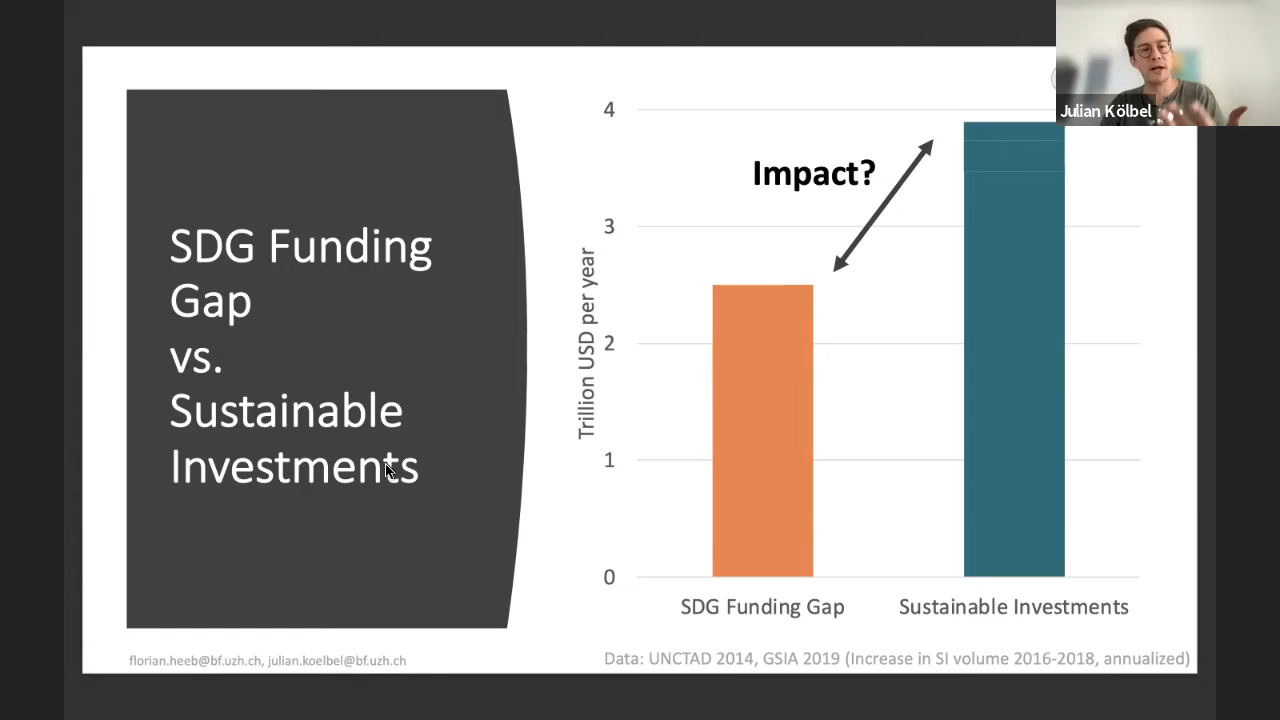 Julian Kölbel
SDG Funding
Gap
vs.
Sustainable
Investments
Impact?
Trillion USD per year
4
3
2
1
0
SDG Funding Gap
Sustainable Investments
florian.heeb@bf.uzh.ch, julian.koelbel@bf.uzh.ch
Data: UNCTAD 2014, GSIA 2019 (Increase in SI volume 2016-2018, annualized)